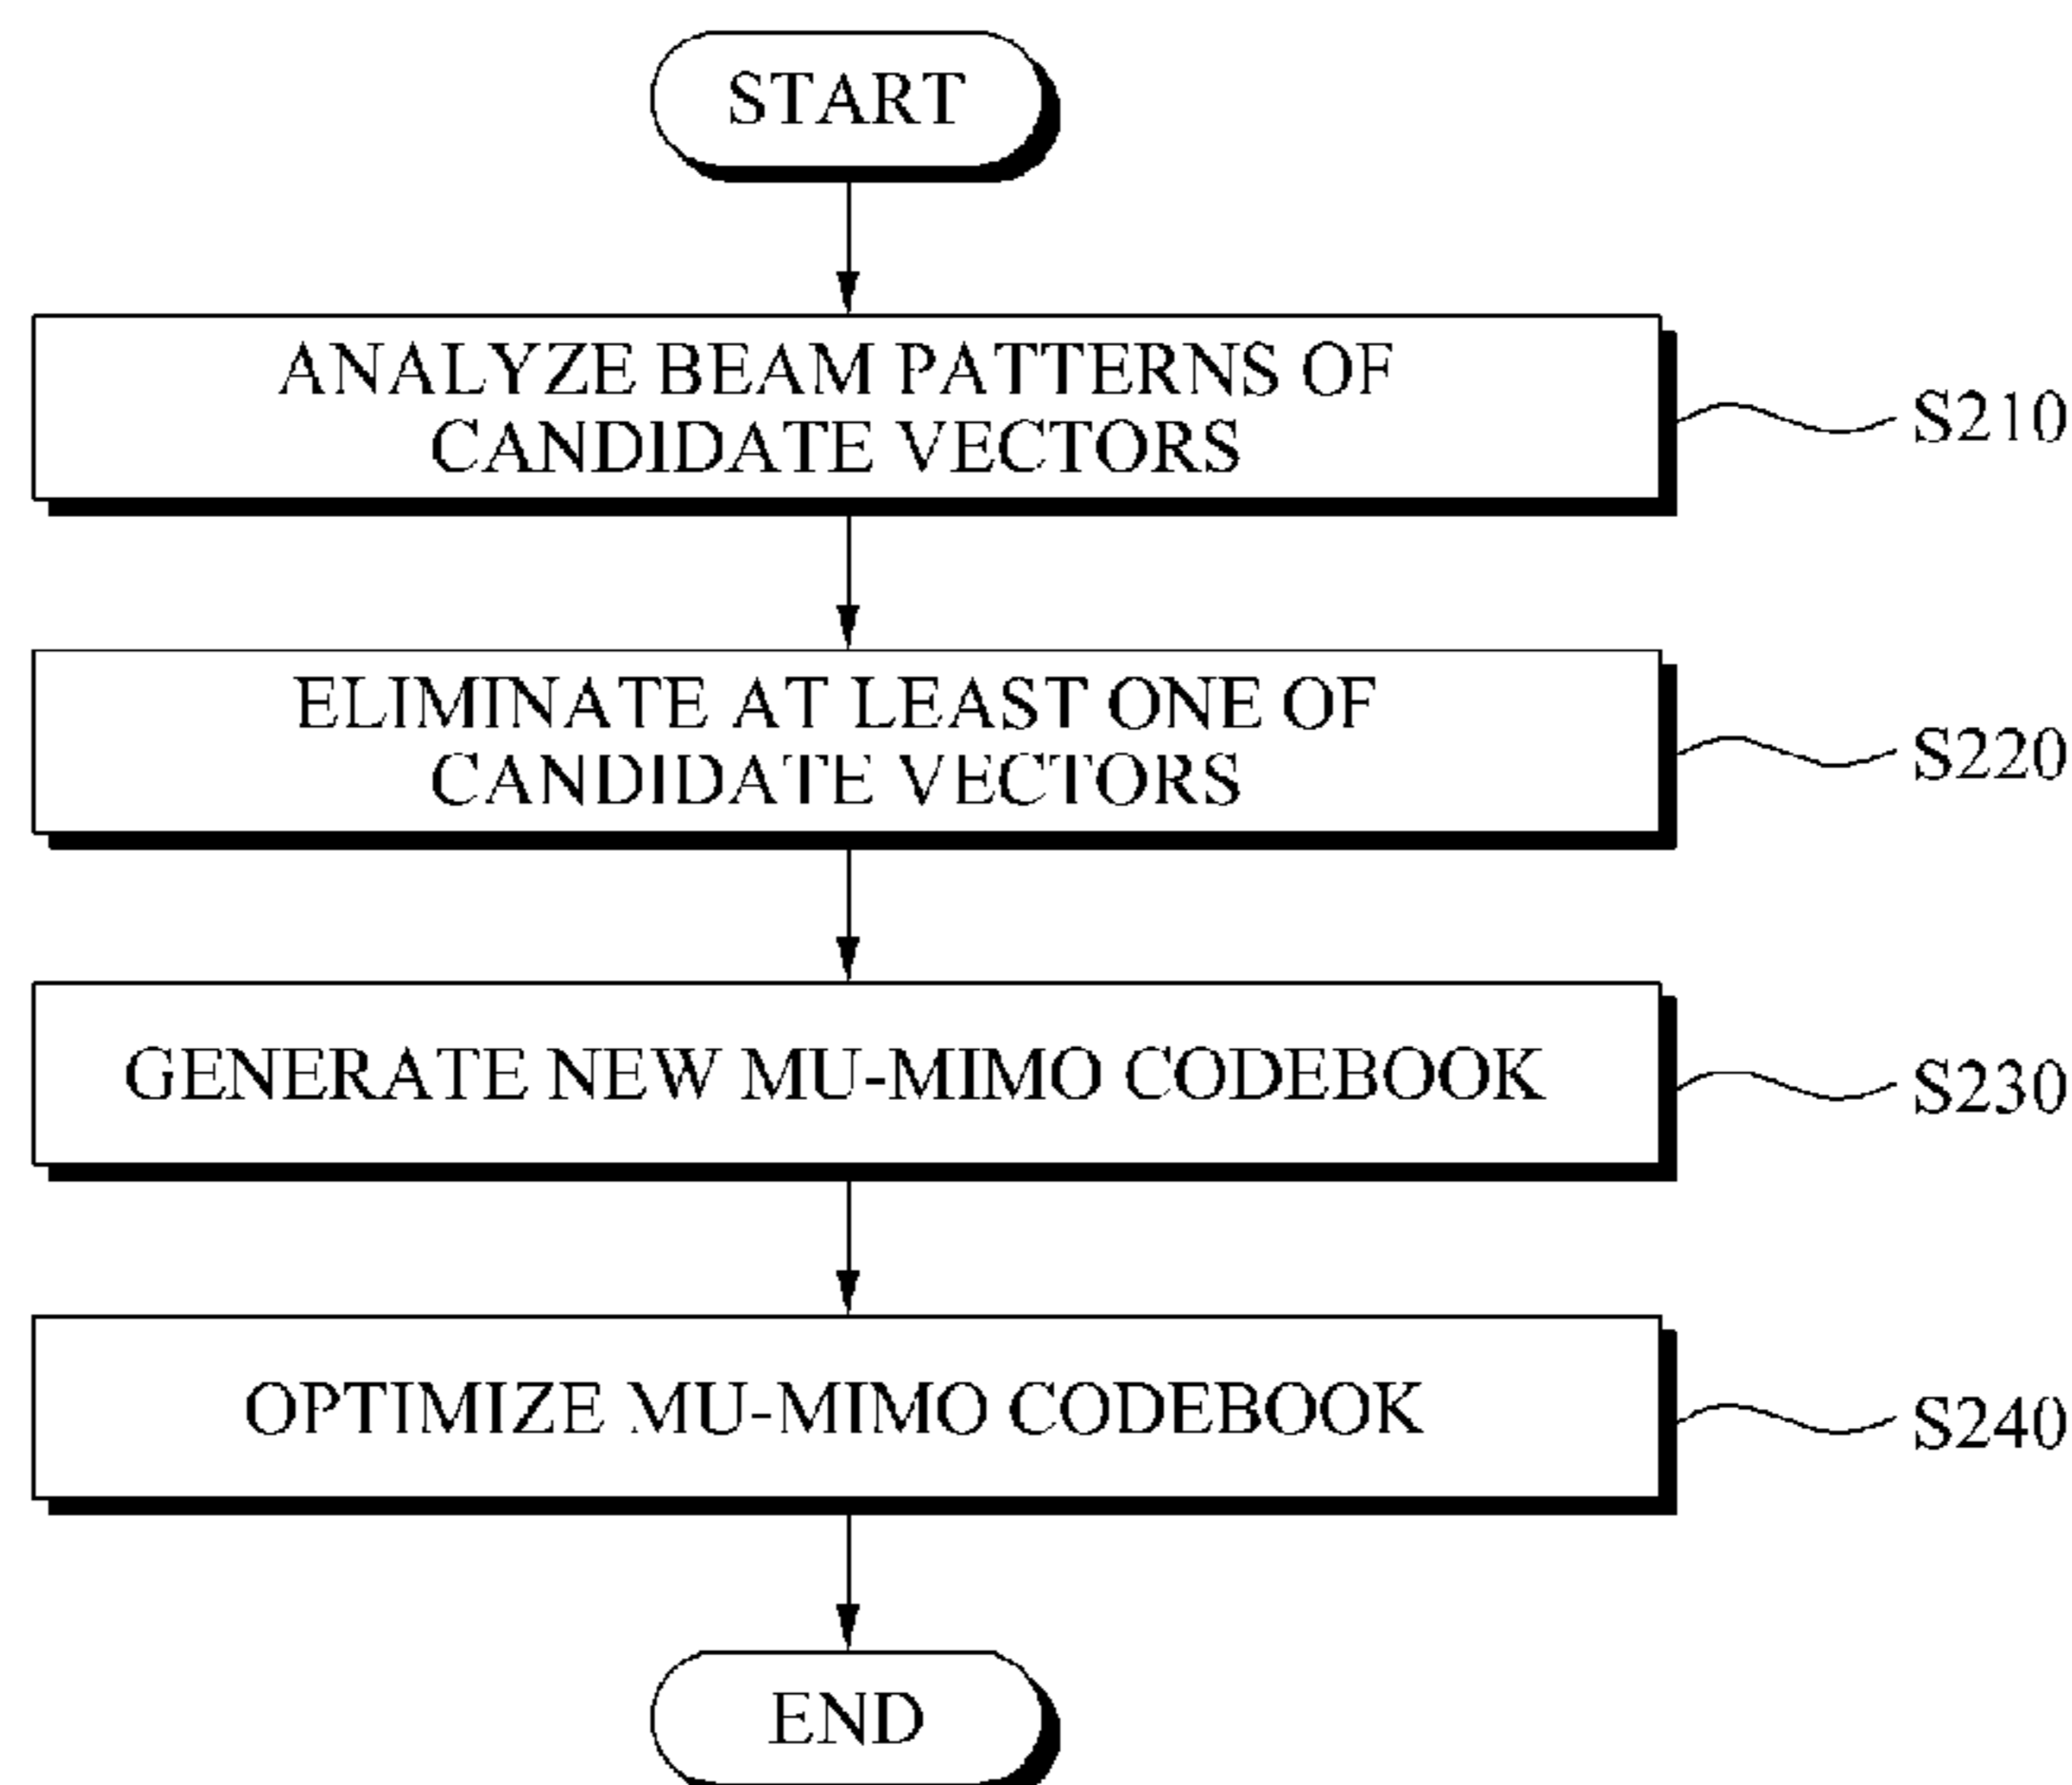 START
ANALYZE BEAM PATTERNS OF
CANDIDATE VECTORS
S210
ELIMINATE AT LEAST ONE OF
CANDIDATE VECTORS
S220
GENERATE NEW MU-MIMO CODEBOOK
S230
OPTIMIZE MU-MIMO CODEBOOK
S240
END